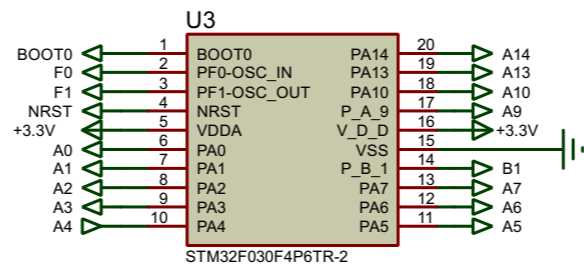 U3
BOOT0 1 BOOT0 PA14 20 A14
F0 2 PF0-OSC_IN PA13 19 A13
F1 3 PF1-OSC_OUT PA10 18 A10
NRST 4 NRST P_A_9 17 A9
+3.3V 5 VDDA V_D_D 16 +3.3V
A0 6 PA0 VSS 15
A1 7 PA1 P_B_1 14 B1
A2 8 PA2 PA7 13 A7
A3 9 PA3 PA6 12 A6
A4 10 PA4 PA5 11 A5
STM32F030F4P6TR-2